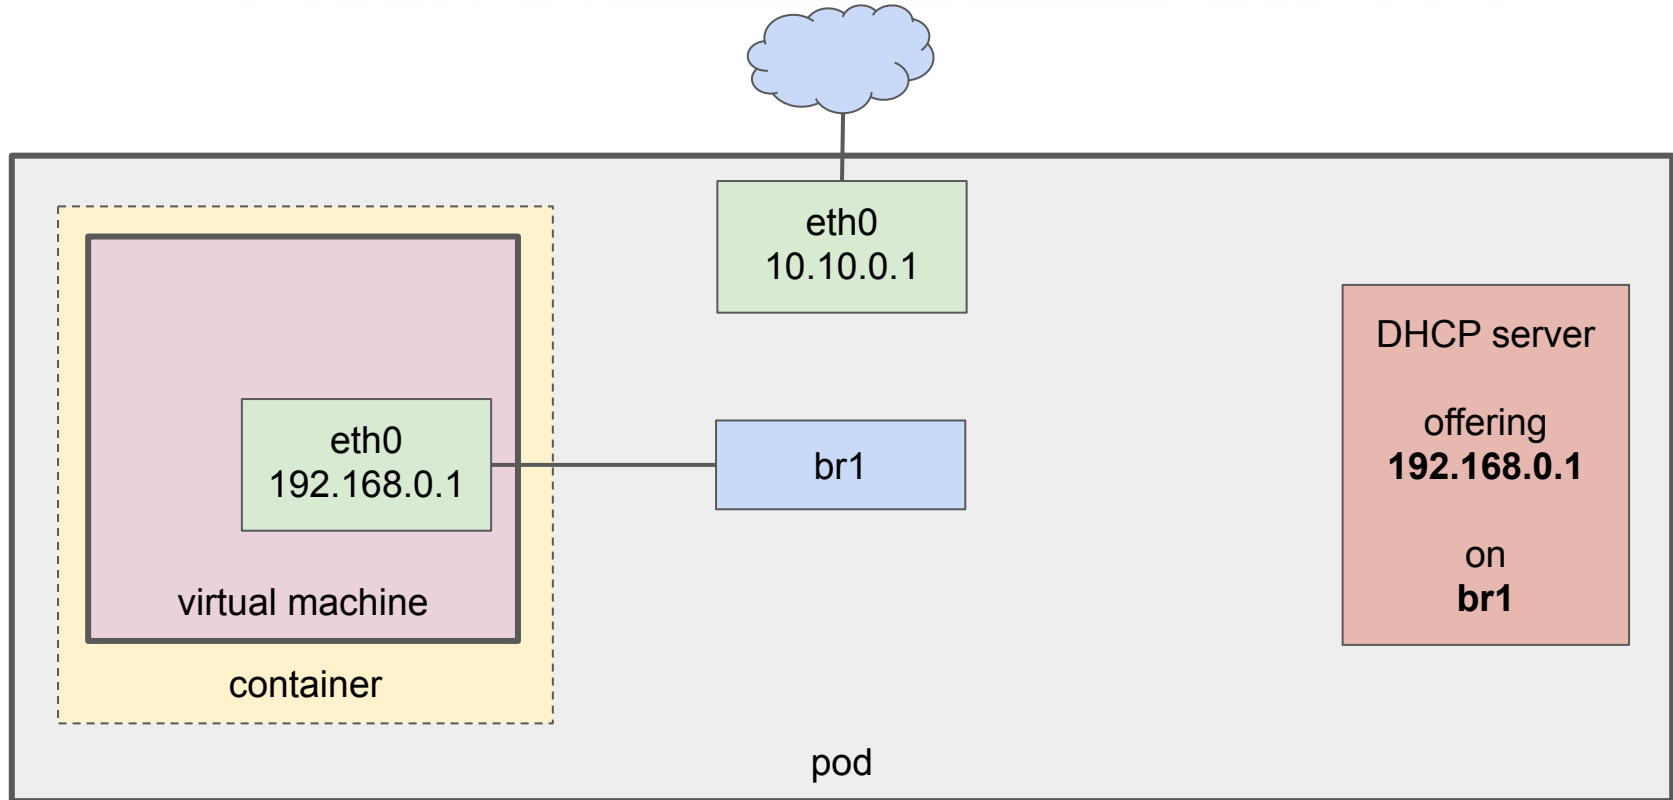 eth0
10.10.0.1
DHCP server
offering
192.168.0.1
on
br1
eth0
192.168.0.1
br1
virtual machine
container
pod